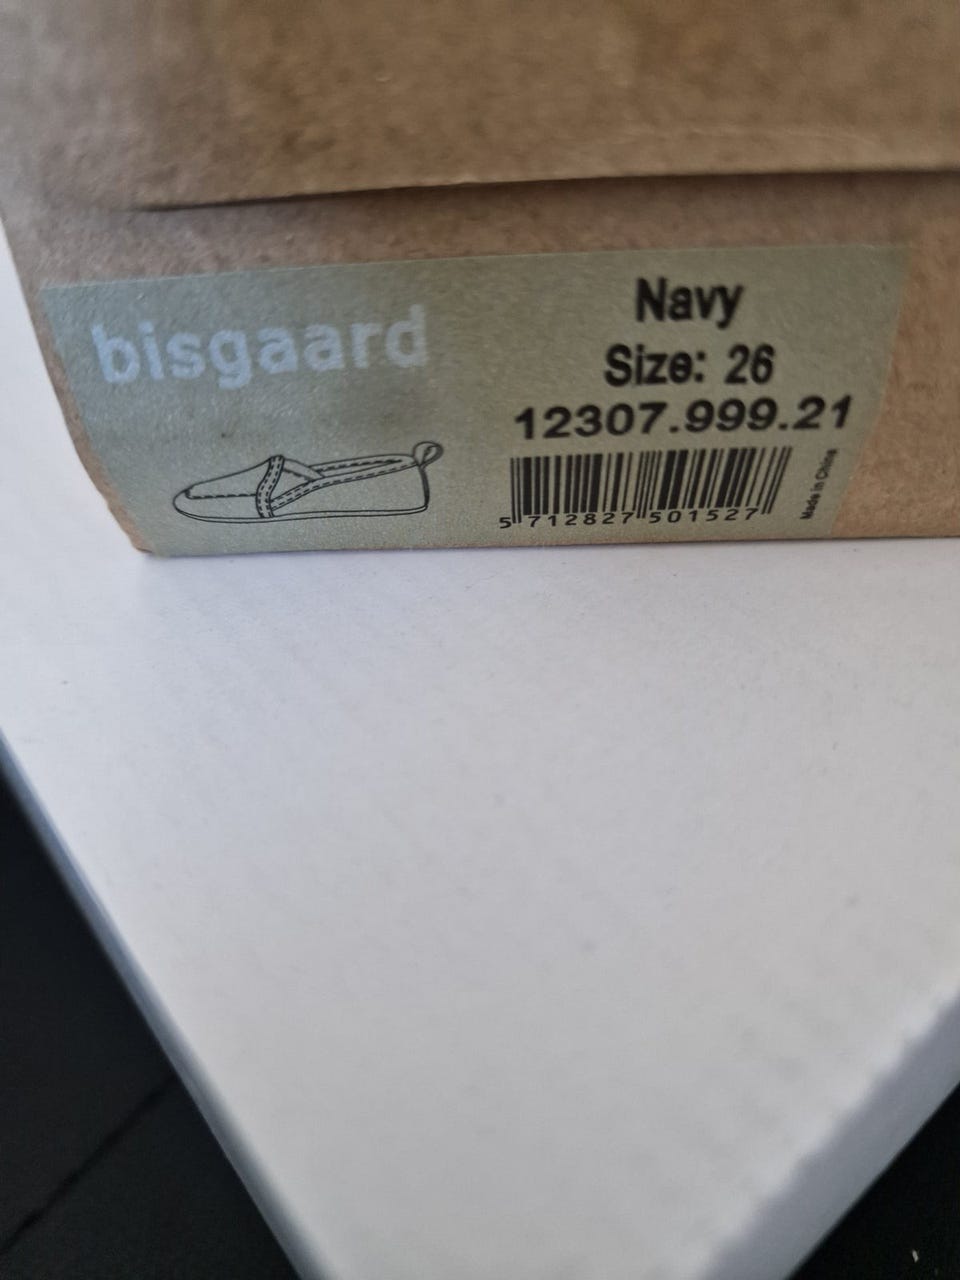 bisgaard
Navy
Size: 26
12307.999.21
5 712827 501527
Made in China